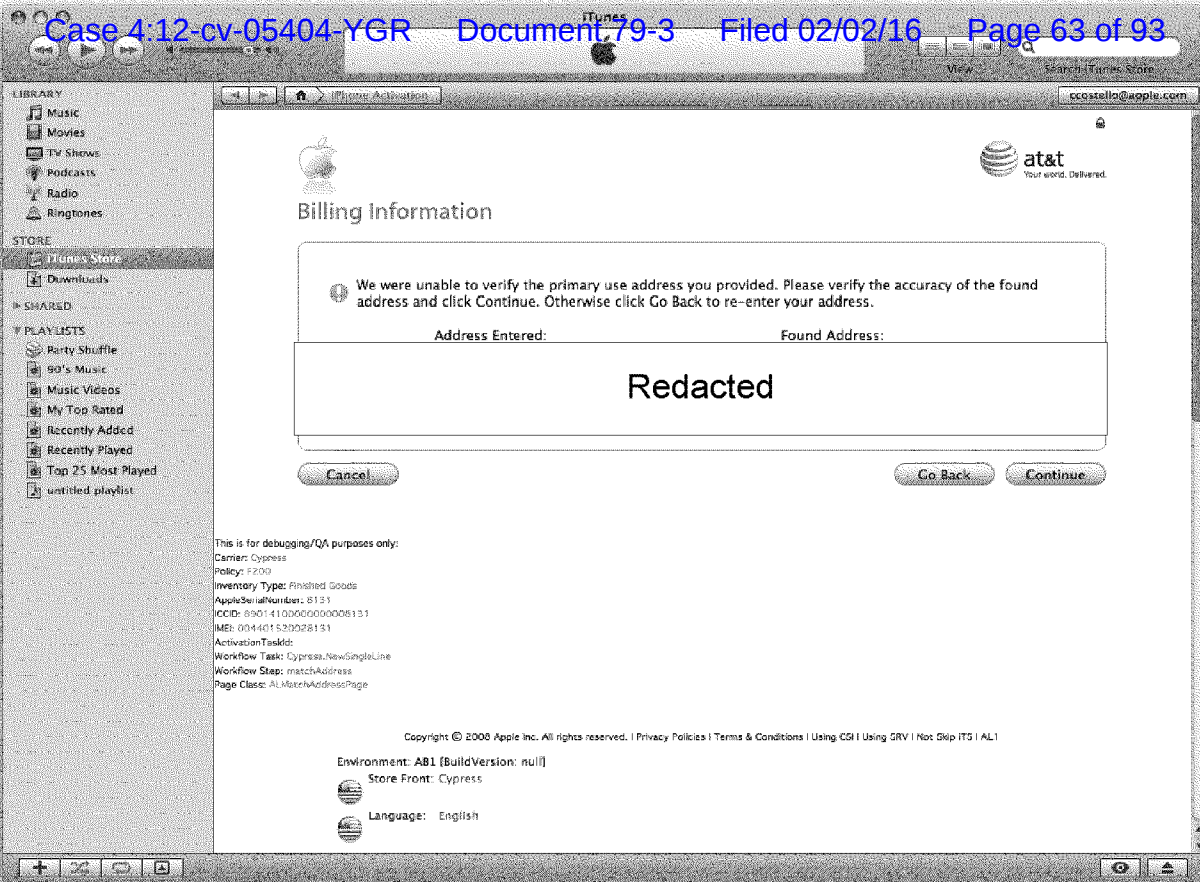 iTunes
Case 4:12-cv-05404-YGR Document 79-3 Filed 02/02/16 Page 63 of 93
View
Search iTunes Store
LIBRARY
Music
Movies
TV Shows
Podcasts
Radio
Ringtones
STORE
iTunes Store
Downloads
SHARED
PLAYLISTS
Party Shuffle
90's Music
Music Videos
My Top Rated
Recently Added
Recently Played
Top 25 Most Played
untitled playlist
iPhone Activation
ccostello@apple.com
at&t
Your world. Delivered.
Billing Information
We were unable to verify the primary use address you provided. Please verify the accuracy of the found
address and click Continue. Otherwise click Go Back to re-enter your address.
Address Entered: Found Address:
Redacted
Cancel Go Back Continue
This is for debugging/QA purposes only:
Carrier: Cypress
Policy: F200
Inventory Type: Finished Goods
AppleSerialNumber: 8131
ICCID: 89014100000000008131
IMEI: 004401520028131
ActivationTaskId:
Workflow Task: Cypress.NewSingleLine
Workflow Step: matchAddress
Page Class: ALMatchAddressPage
Copyright © 2008 Apple Inc. All rights reserved. | Privacy Policies | Terms & Conditions | Using CSI | Using SRV | Not Skip iTS | AL1
Environment: AB1 [BuildVersion: null]
Store Front: Cypress
Language: English